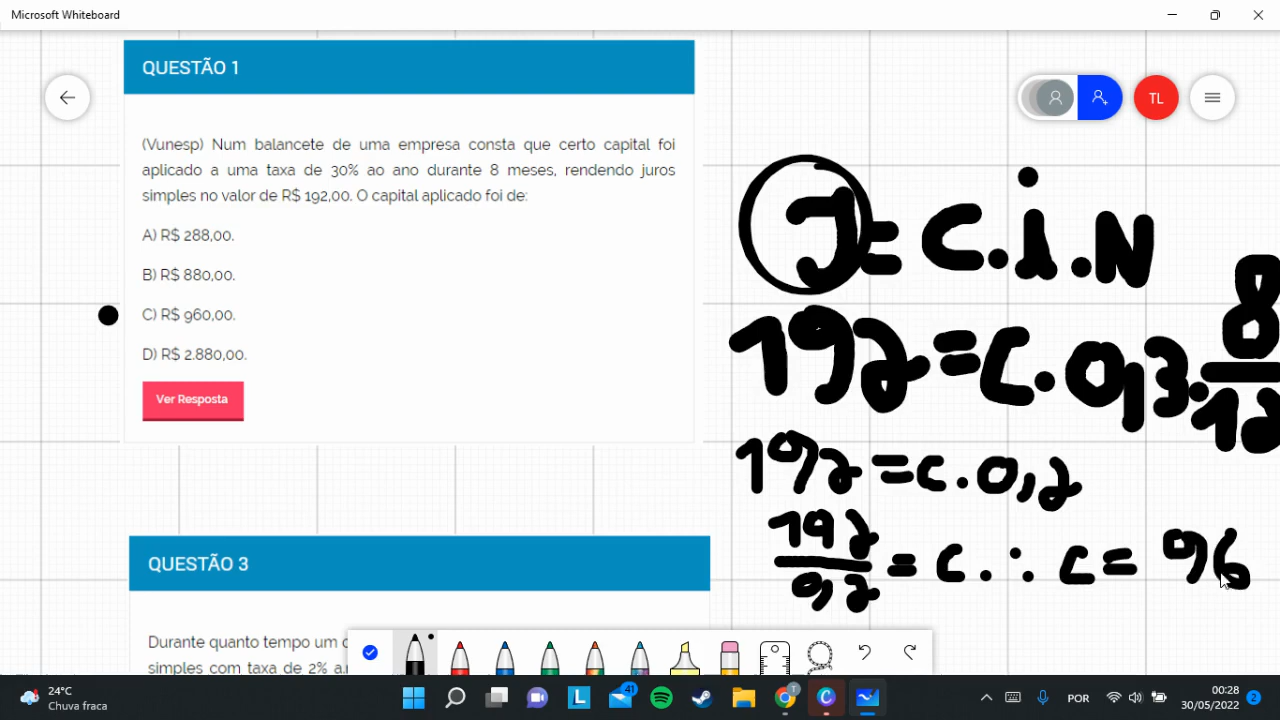 Microsoft Whiteboard
QUESTÃO 1
(Vunesp) Num balancete de uma empresa consta que certo capital foi
aplicado a uma taxa de 30% ao ano durante 8 meses, rendendo juros
simples no valor de R$ 192,00. O capital aplicado foi de:
A) R$ 288,00.
B) R$ 880,00.
C) R$ 960,00.
D) R$ 2.880,00.
Ver Resposta
TL
J = C.i.N
192 = C.0,3.8/12
192 = C.0,2
192/0,2 = C. ∴ C = 96
QUESTÃO 3
Durante quanto tempo um c
simples com taxa de 2% a.
24°C
Chuva fraca
41
POR
00:28
30/05/2022
2